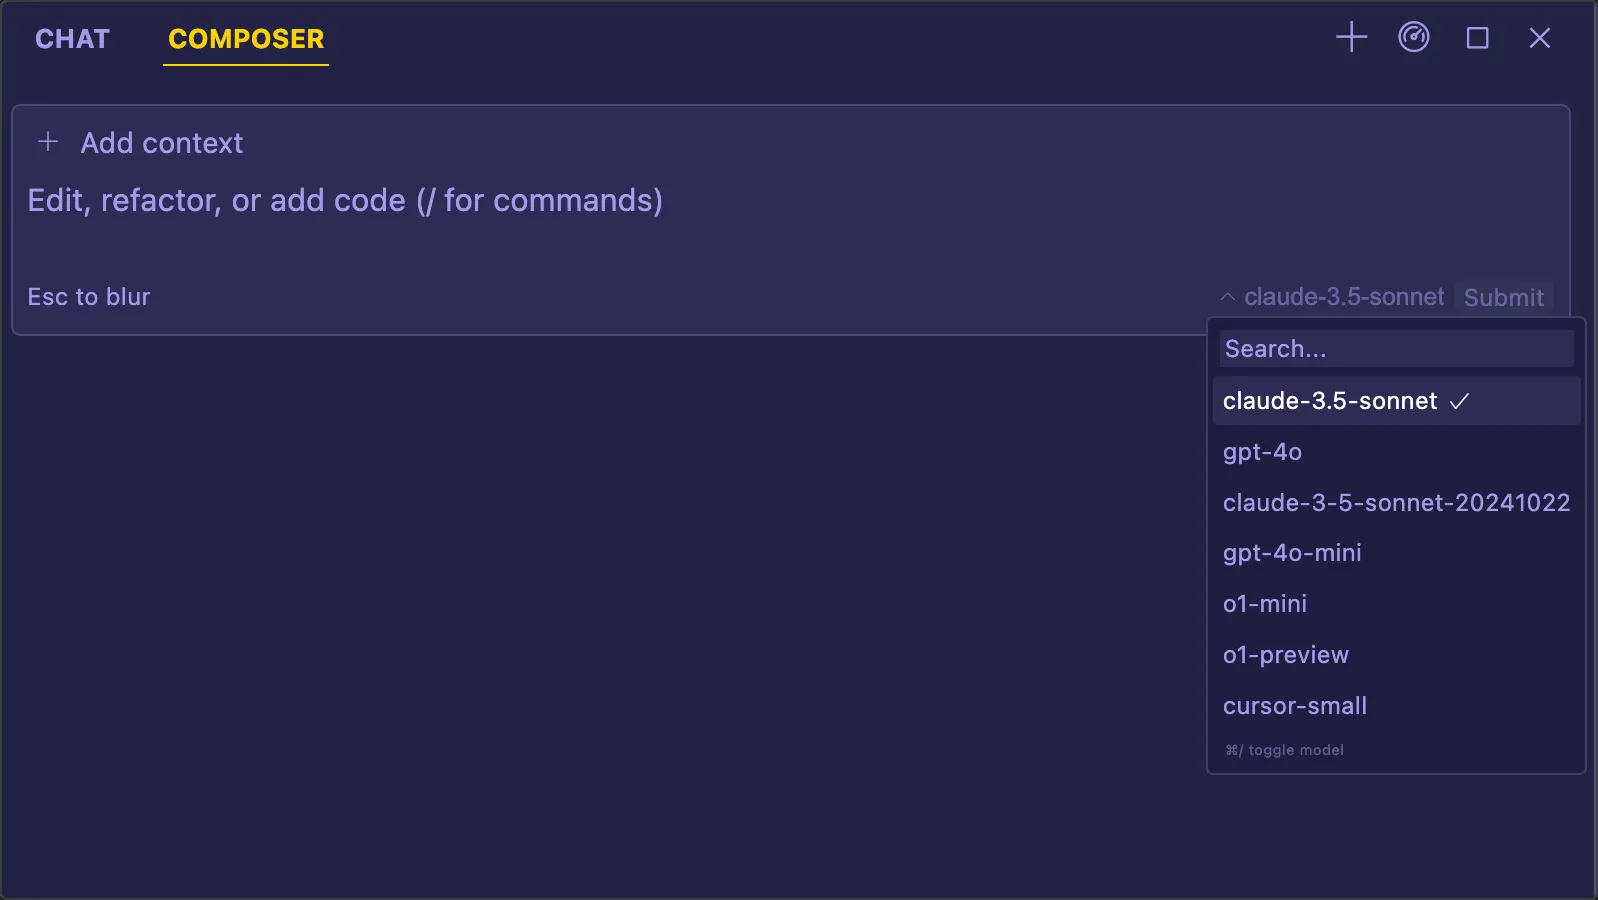 CHAT COMPOSER
Add context
Edit, refactor, or add code (/ for commands)
Esc to blur
claude-3.5-sonnet Submit
Search...
claude-3.5-sonnet ✓
gpt-4o
claude-3-5-sonnet-20241022
gpt-4o-mini
o1-mini
o1-preview
cursor-small
⌘/ toggle model